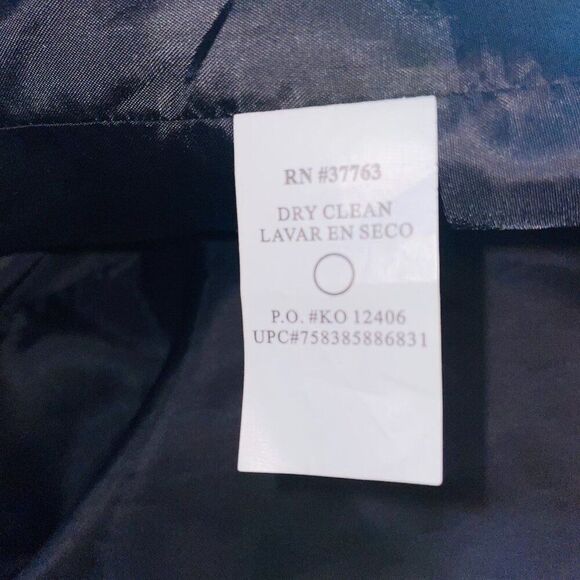 RN #37763
DRY CLEAN
LAVAR EN SECO
P.O. #KO 12406
UPC#758385886831